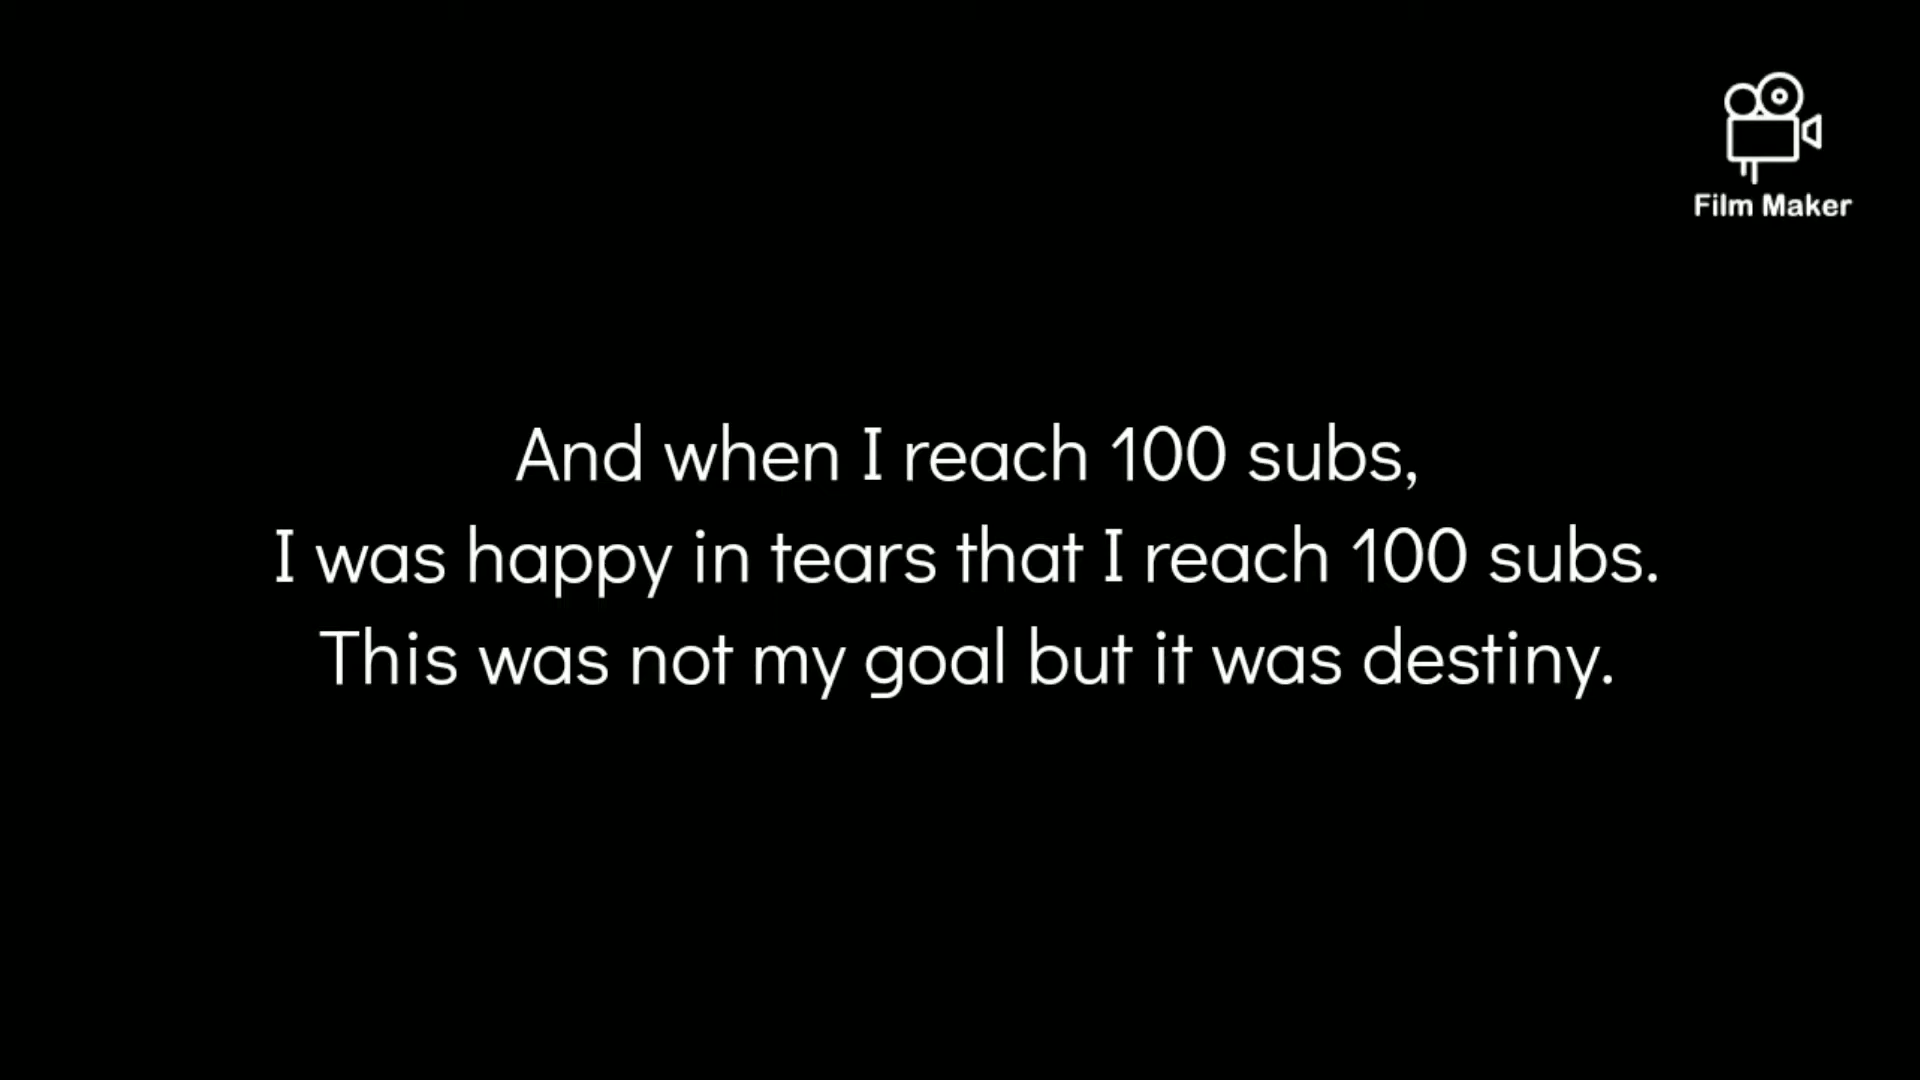 Film Maker
And when I reach 100 subs,
I was happy in tears that I reach 100 subs.
This was not my goal but it was destiny.